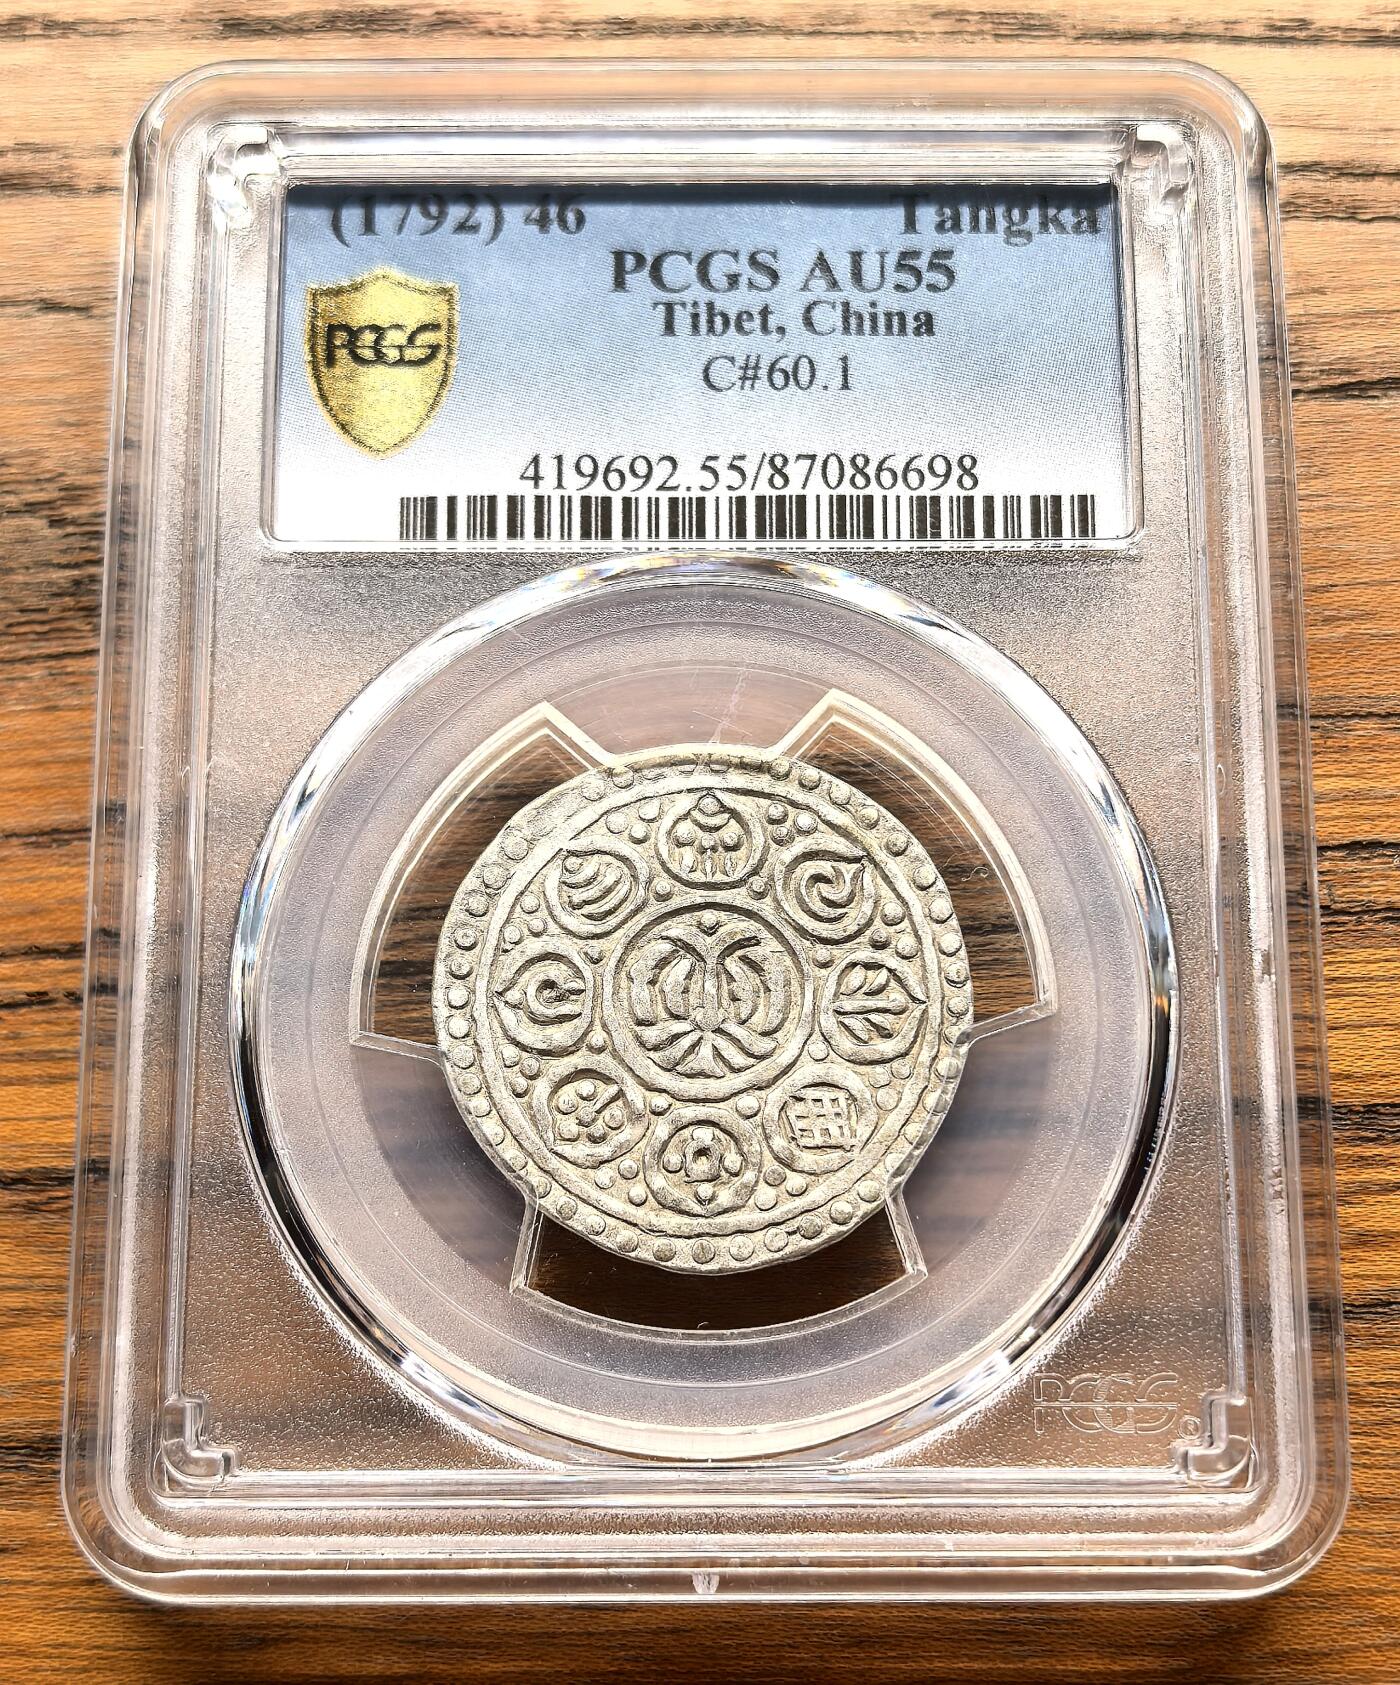 (1792) 46 Tangka
PCGS AU55
Tibet, China
PCGS
C#60.1
419692.55/87086698
PCGS